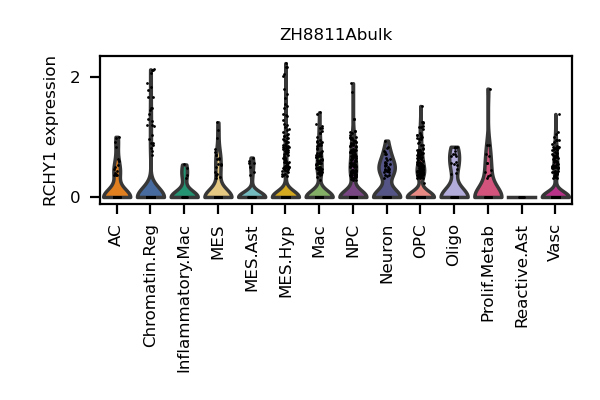 ZH8811Abulk
RCHY1 expression
2
0
AC
Chromatin.Reg
Inflammatory.Mac
MES
MES.Ast
MES.Hyp
Mac
NPC
Neuron
OPC
Oligo
Prolif.Metab
Reactive.Ast
Vasc